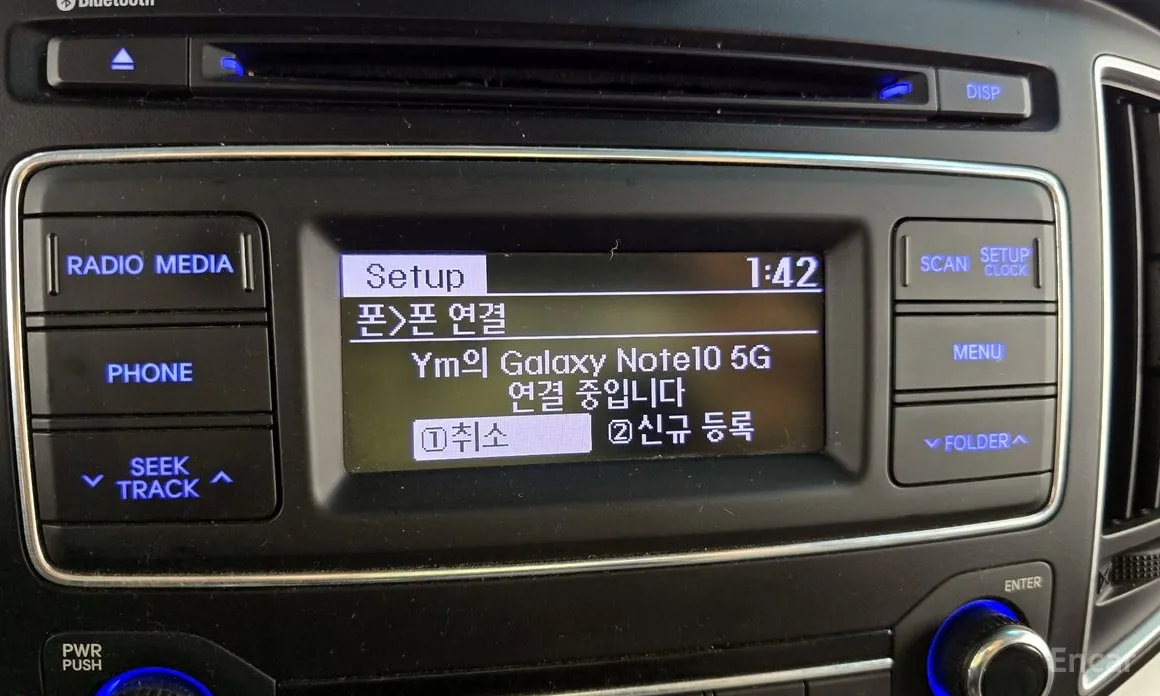 Bluetooth
DISP
RADIO MEDIA
PHONE
SEEK
TRACK
Setup 1:42
폰>폰 연결
Ym의 Galaxy Note10 5G
연결 중입니다
①취소 ②신규 등록
SCAN SETUP
CLOCK
MENU
FOLDER
PWR
PUSH
ENTER
Encar